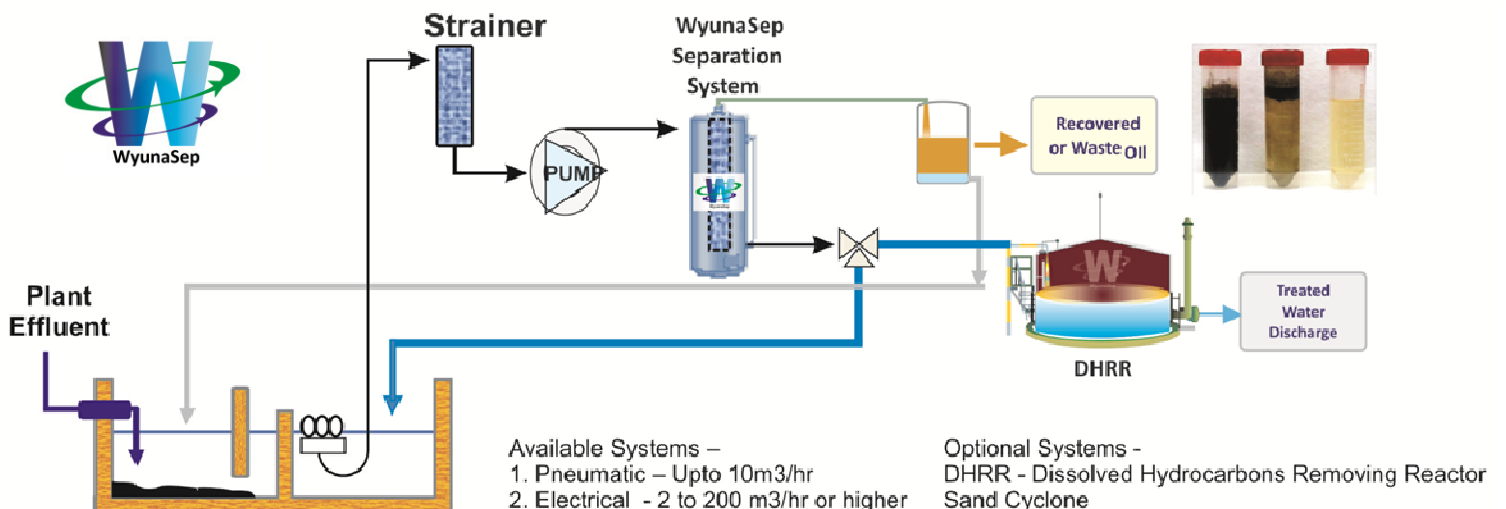 Strainer
WyunaSep
Separation
System
WyunaSep
PUMP
Recovered
or Waste Oil
Plant
Effluent
Treated
Water
Discharge
DHRR
Available Systems –
1. Pneumatic – Upto 10m3/hr
2. Electrical - 2 to 200 m3/hr or higher
Optional Systems -
DHRR - Dissolved Hydrocarbons Removing Reactor
Sand Cyclone